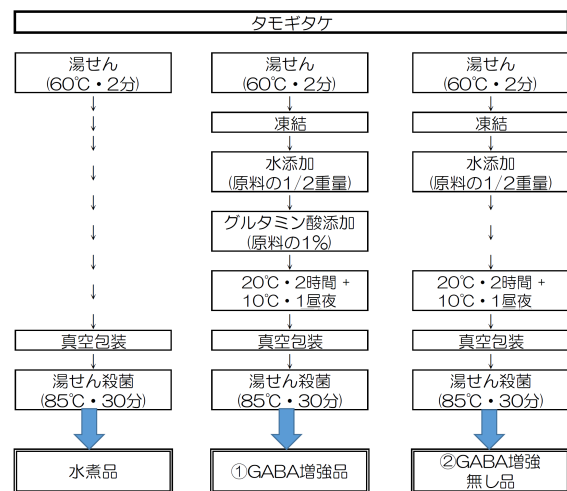 タモギタケ
湯せん
(60℃・2分)
真空包装
湯せん殺菌
(85℃・30分)
水煮品
湯せん
(60℃・2分)
凍結
水添加
(原料の1/2重量)
グルタミン酸添加
(原料の1%)
20℃・2時間 +
10℃・1昼夜
真空包装
湯せん殺菌
(85℃・30分)
①GABA増強品
湯せん
(60℃・2分)
凍結
水添加
(原料の1/2重量)
20℃・2時間 +
10℃・1昼夜
真空包装
湯せん殺菌
(85℃・30分)
②GABA増強
無し品